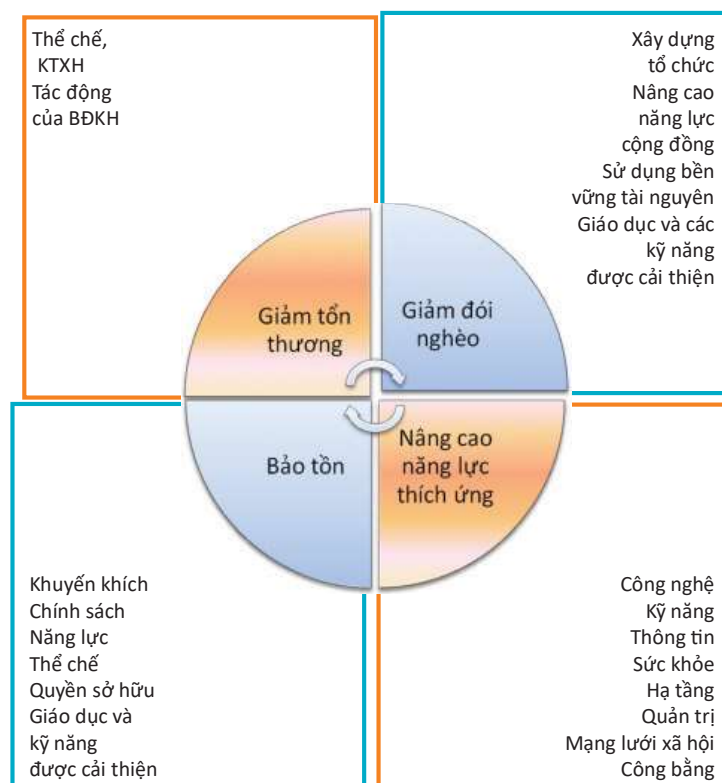 Thể chế,
KTXH
Tác động
của BĐKH
Xây dựng
tổ chức
Nâng cao
năng lực
cộng đồng
Sử dụng bền
vững tài nguyên
Giáo dục và các
kỹ năng
được cải thiện
Giảm tổn
thương
Giảm đói
nghèo
Bảo tồn
Nâng cao
năng lực
thích ứng
Khuyến khích
Chính sách
Năng lực
Thể chế
Quyền sở hữu
Giáo dục và
kỹ năng
được cải thiện
Công nghệ
Kỹ năng
Thông tin
Sức khỏe
Hạ tầng
Quản trị
Mạng lưới xã hội
Công bằng